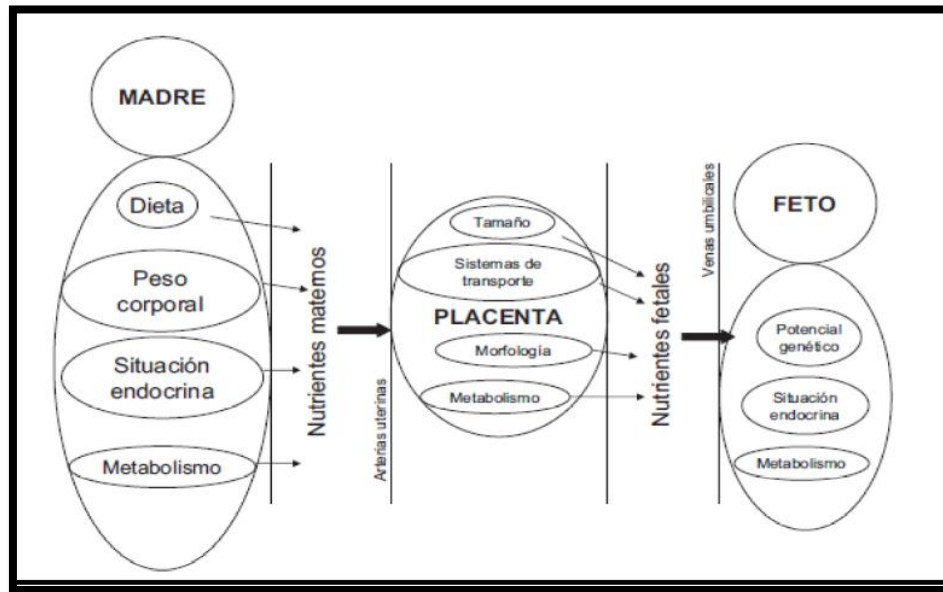 MADRE
Dieta
Peso
corporal
Situación
endocrina
Metabolismo
Nutrientes maternos
Arterias uterinas
Tamaño
Sistemas de
transporte
PLACENTA
Morfología
Metabolismo
Nutrientes fetales
Venas umbilicales
FETO
Potencial
genético
Situación
endocrina
Metabolismo